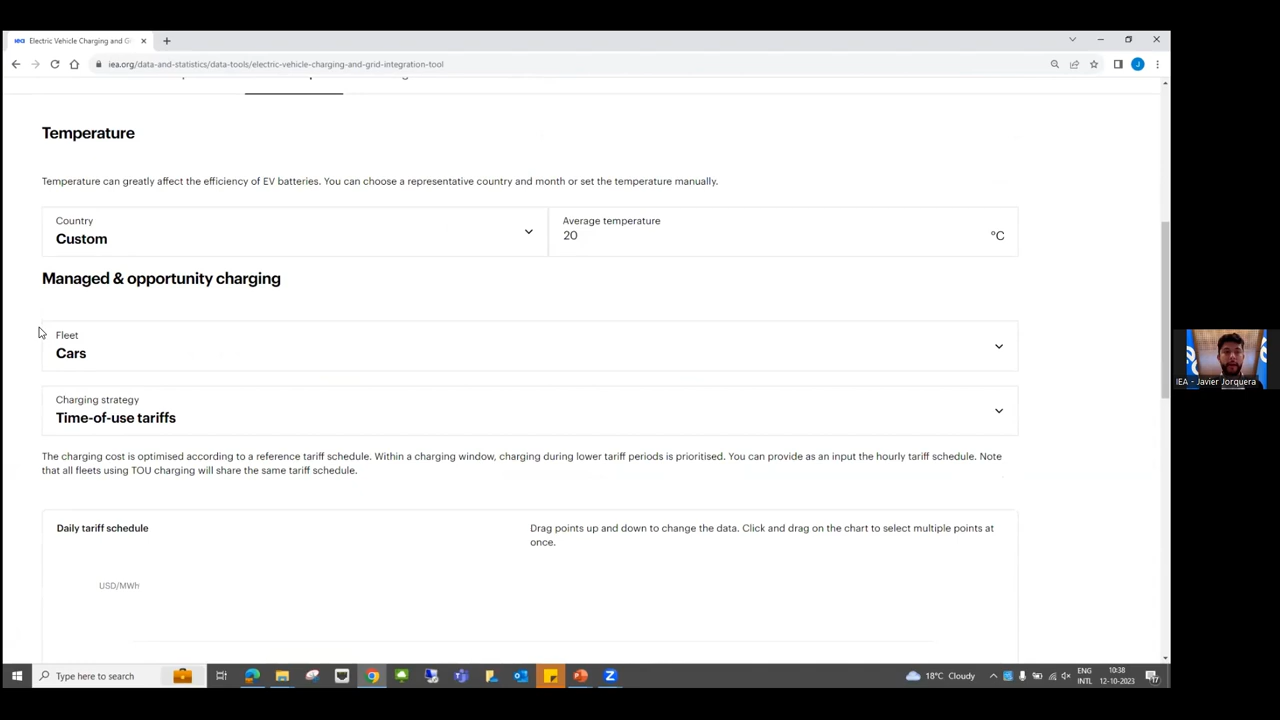 iea Electric Vehicle Charging and G
iea.org/data-and-statistics/data-tools/electric-vehicle-charging-and-grid-integration-tool
J
Temperature
Temperature can greatly affect the efficiency of EV batteries. You can choose a representative country and month or set the temperature manually.
Country
Custom
Average temperature
20
°C
Managed & opportunity charging
Fleet
Cars
Charging strategy
Time-of-use tariffs
The charging cost is optimised according to a reference tariff schedule. Within a charging window, charging during lower tariff periods is prioritised. You can provide as an input the hourly tariff schedule. Note
that all fleets using TOU charging will share the same tariff schedule.
Daily tariff schedule
Drag points up and down to change the data. Click and drag on the chart to select multiple points at
once.
USD/MWh
IEA - Javier Jorquera
Type here to search
18°C Cloudy
ENG
INTL
10:38
12-10-2023